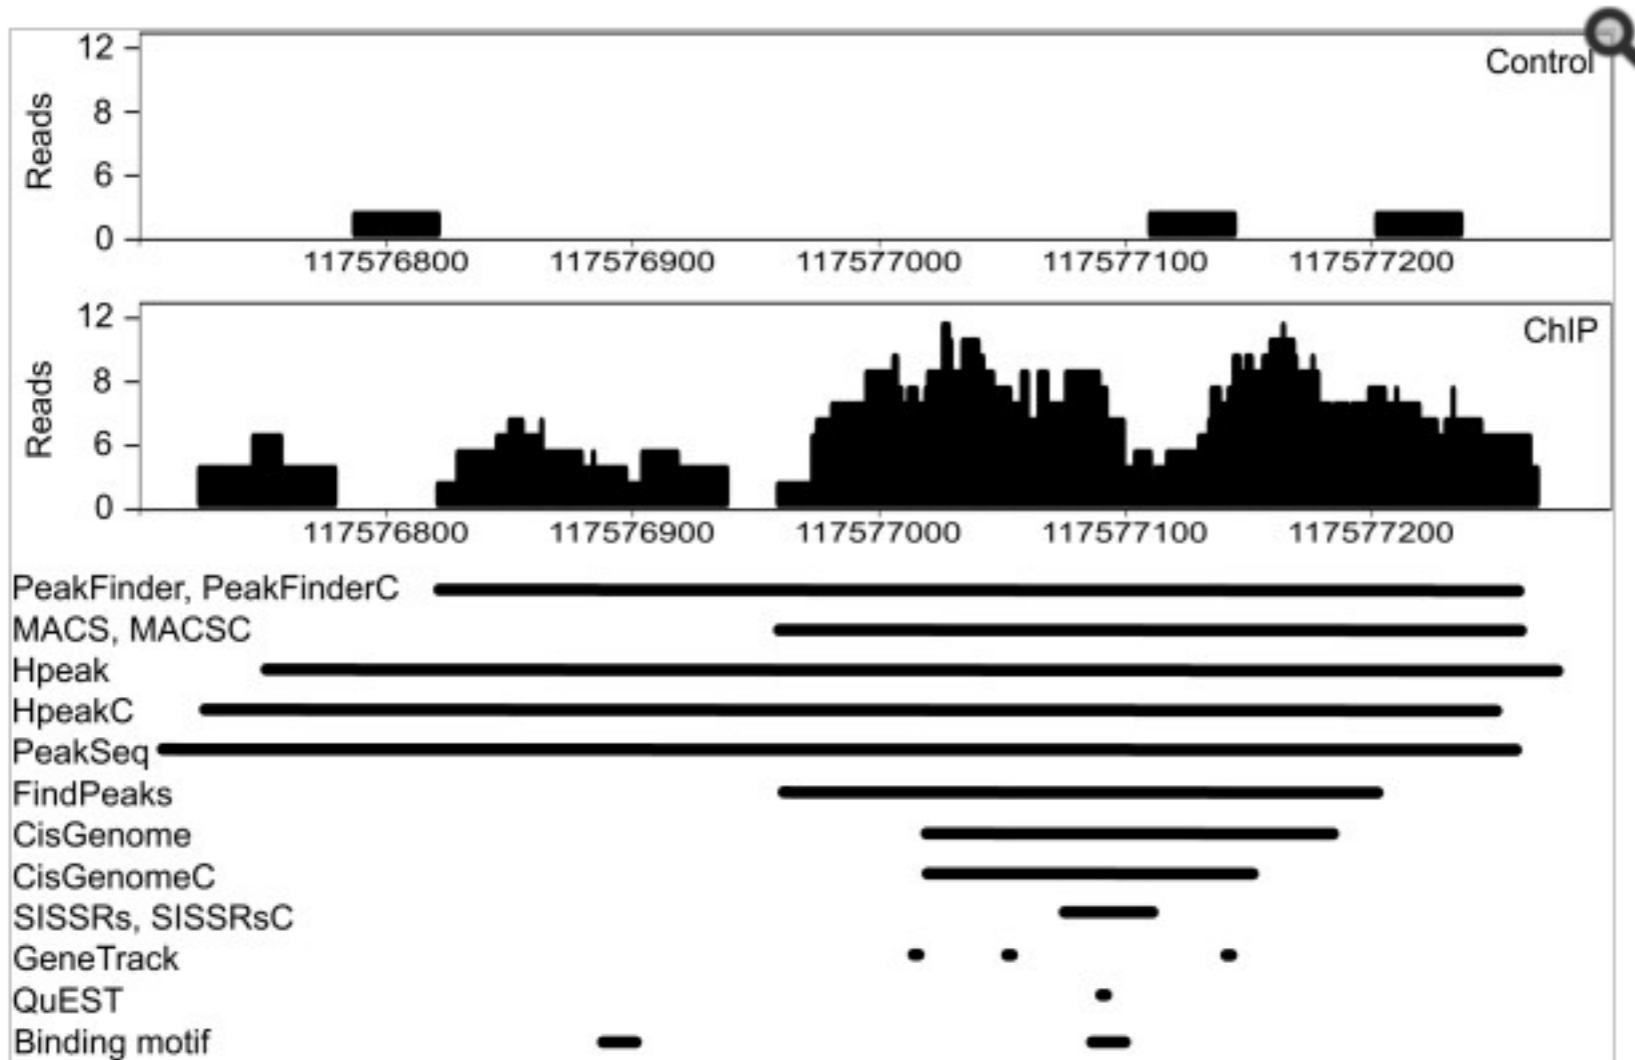 Control
Reads
12
8
6
0
117576800 117576900 117577000 117577100 117577200
ChIP
Reads
12
8
6
0
117576800 117576900 117577000 117577100 117577200
PeakFinder, PeakFinderC
MACS, MACSC
Hpeak
HpeakC
PeakSeq
FindPeaks
CisGenome
CisGenomeC
SISSRs, SISSRsC
GeneTrack
QuEST
Binding motif